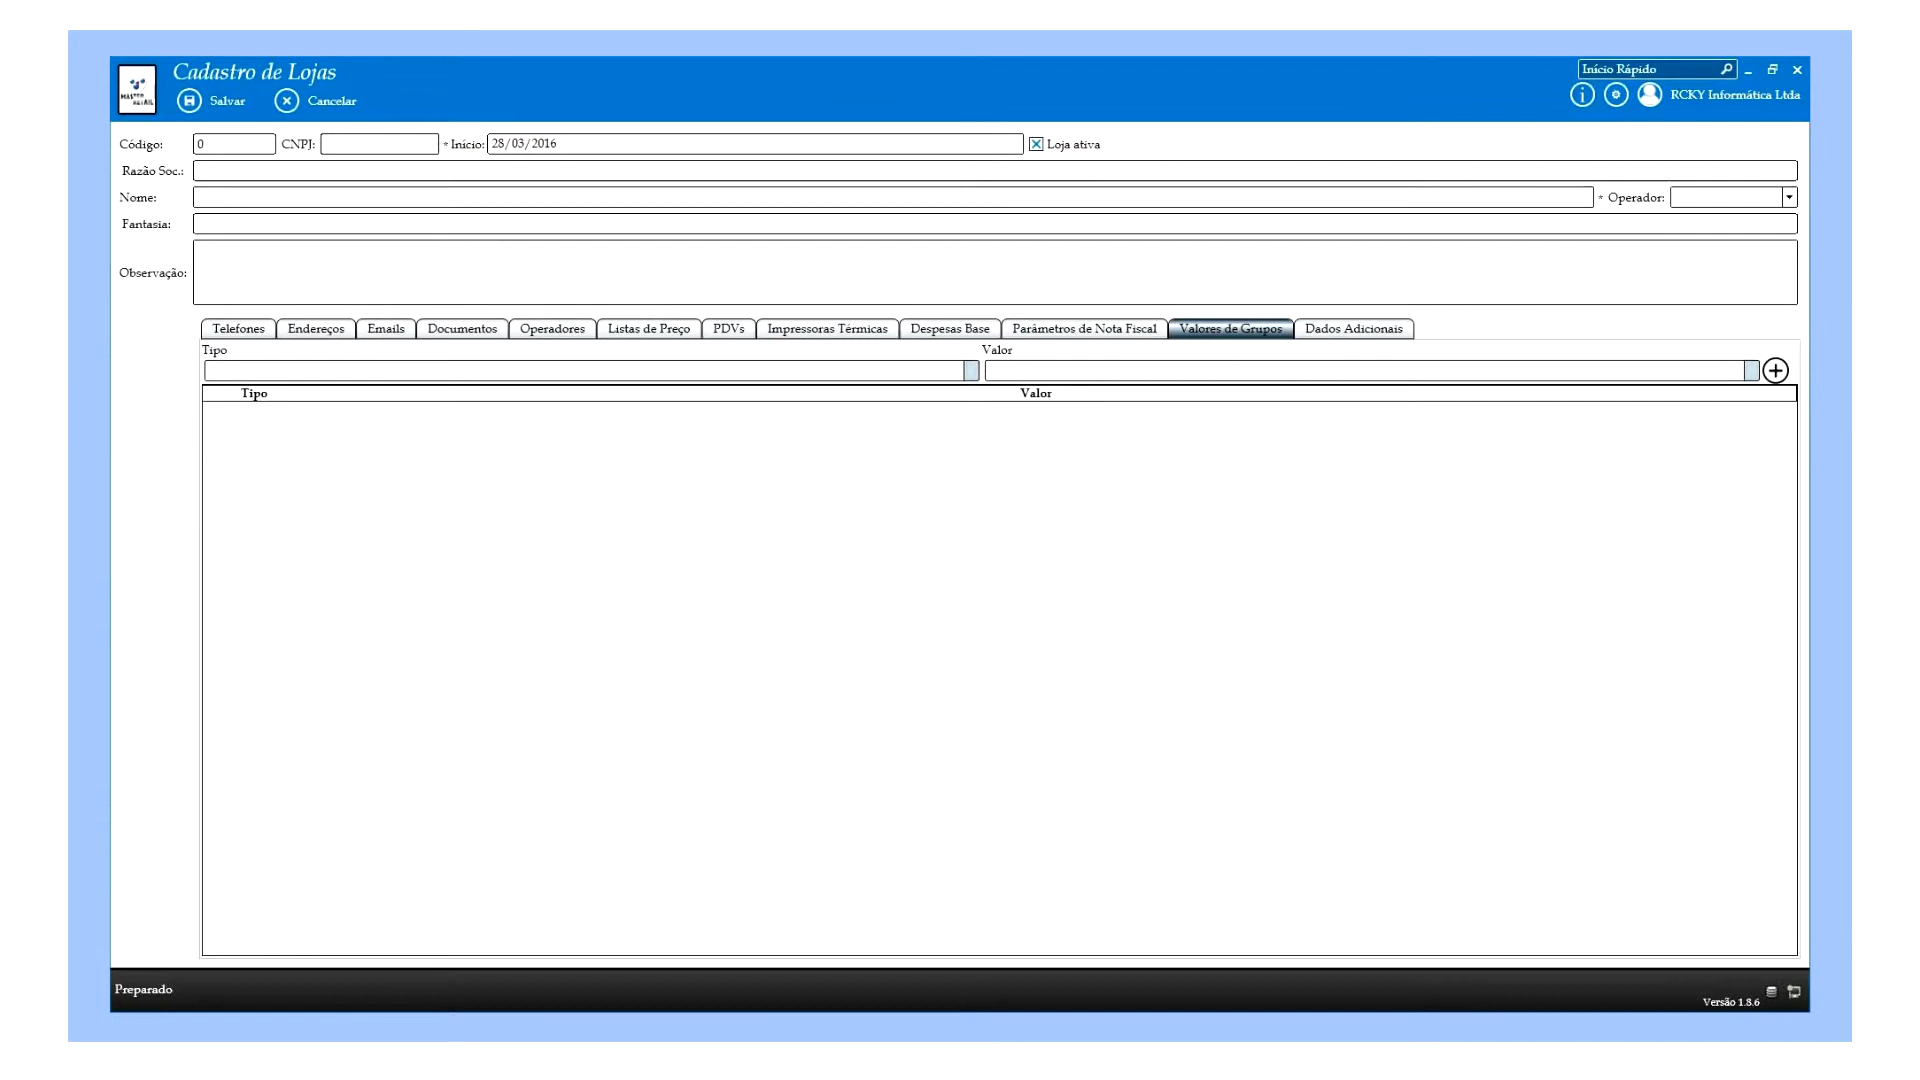 Cadastro de Lojas
Início Rápido
MASTER RETAIL
Salvar
Cancelar
RCKY Informática Ltda
Código: 0 CNPJ: * Início: 28/03/2016 Loja ativa
Razão Soc.:
Nome: * Operador:
Fantasia:
Observação:
Telefones Endereços Emails Documentos Operadores Listas de Preço PDVs Impressoras Térmicas Despesas Base Parâmetros de Nota Fiscal Valores de Grupos Dados Adicionais
Tipo Valor
Tipo Valor
Preparado
Versão 1.8.6